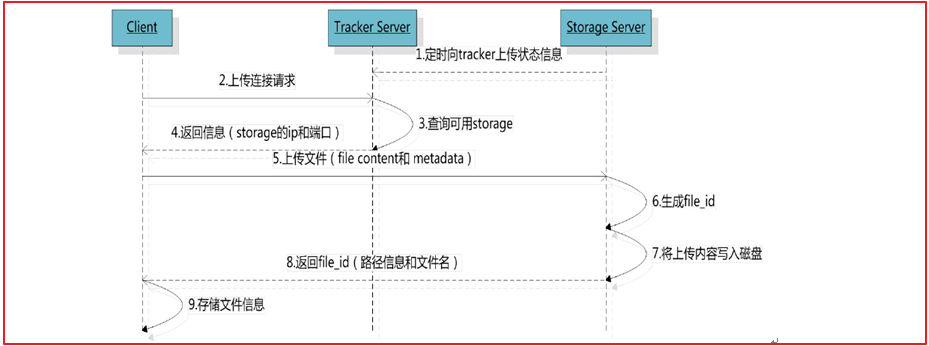 Client
Tracker Server
Storage Server
1.定时向tracker上传状态信息
2.上传连接请求
3.查询可用storage
4.返回信息（storage的ip和端口）
5.上传文件（file content和 metadata）
6.生成file_id
7.将上传内容写入磁盘
8.返回file_id（路径信息和文件名）
9.存储文件信息